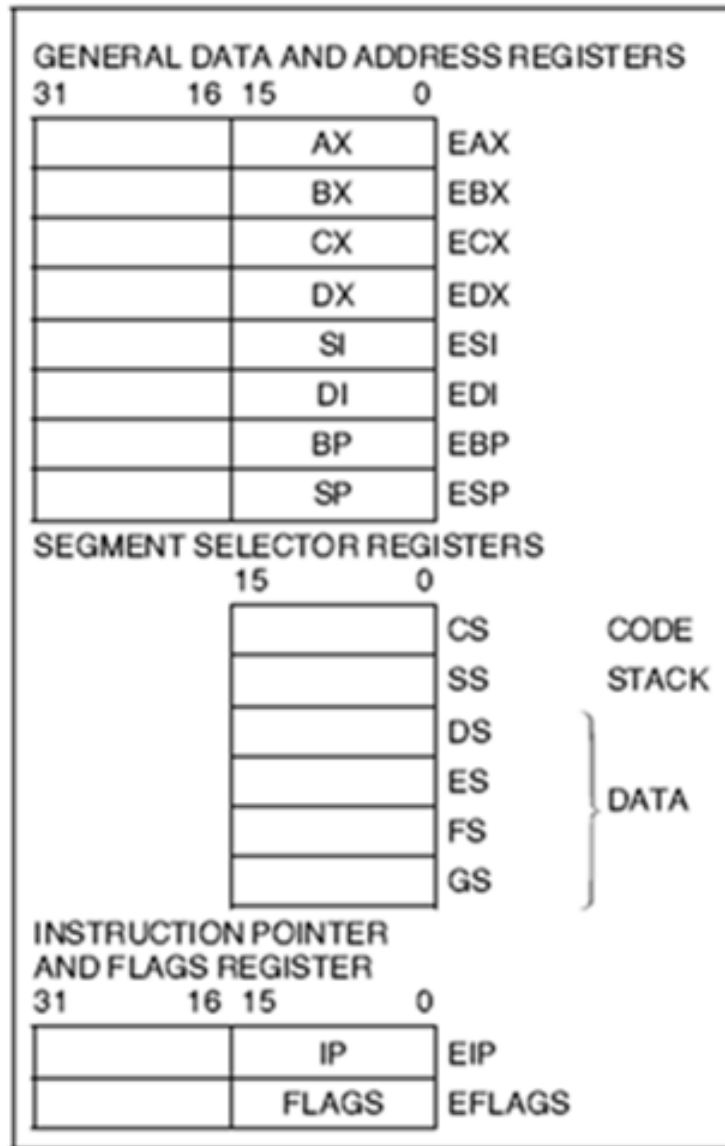 GENERAL DATA AND ADDRESS REGISTERS
31 16 15 0
AX EAX
BX EBX
CX ECX
DX EDX
SI ESI
DI EDI
BP EBP
SP ESP
SEGMENT SELECTOR REGISTERS
15 0
CS CODE
SS STACK
DS
ES
DATA
FS
GS
INSTRUCTION POINTER
AND FLAGS REGISTER
31 16 15 0
IP EIP
FLAGS EFLAGS